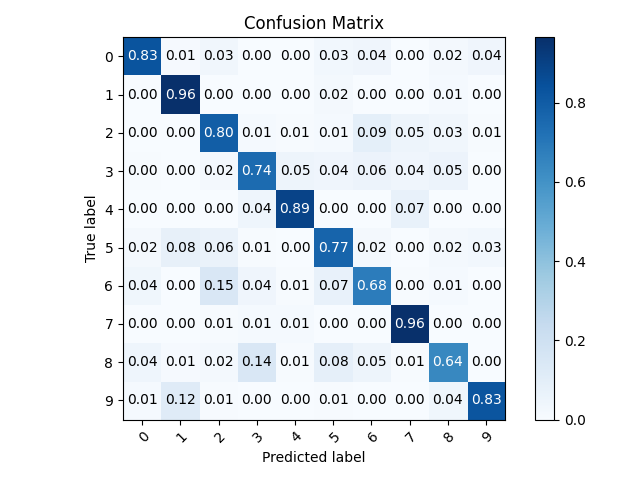 Confusion Matrix
0 0.83 0.01 0.03 0.00 0.00 0.03 0.04 0.00 0.02 0.04
1 0.00 0.96 0.00 0.00 0.00 0.02 0.00 0.00 0.01 0.00
2 0.00 0.00 0.80 0.01 0.01 0.01 0.09 0.05 0.03 0.01
3 0.00 0.00 0.02 0.74 0.05 0.04 0.06 0.04 0.05 0.00
4 0.00 0.00 0.00 0.04 0.89 0.00 0.00 0.07 0.00 0.00
5 0.02 0.08 0.06 0.01 0.00 0.77 0.02 0.00 0.02 0.03
6 0.04 0.00 0.15 0.04 0.01 0.07 0.68 0.00 0.01 0.00
7 0.00 0.00 0.01 0.01 0.01 0.00 0.00 0.96 0.00 0.00
8 0.04 0.01 0.02 0.14 0.01 0.08 0.05 0.01 0.64 0.00
9 0.01 0.12 0.01 0.00 0.00 0.01 0.00 0.00 0.04 0.83
0 1 2 3 4 5 6 7 8 9
True label
Predicted label
0.8
0.6
0.4
0.2
0.0